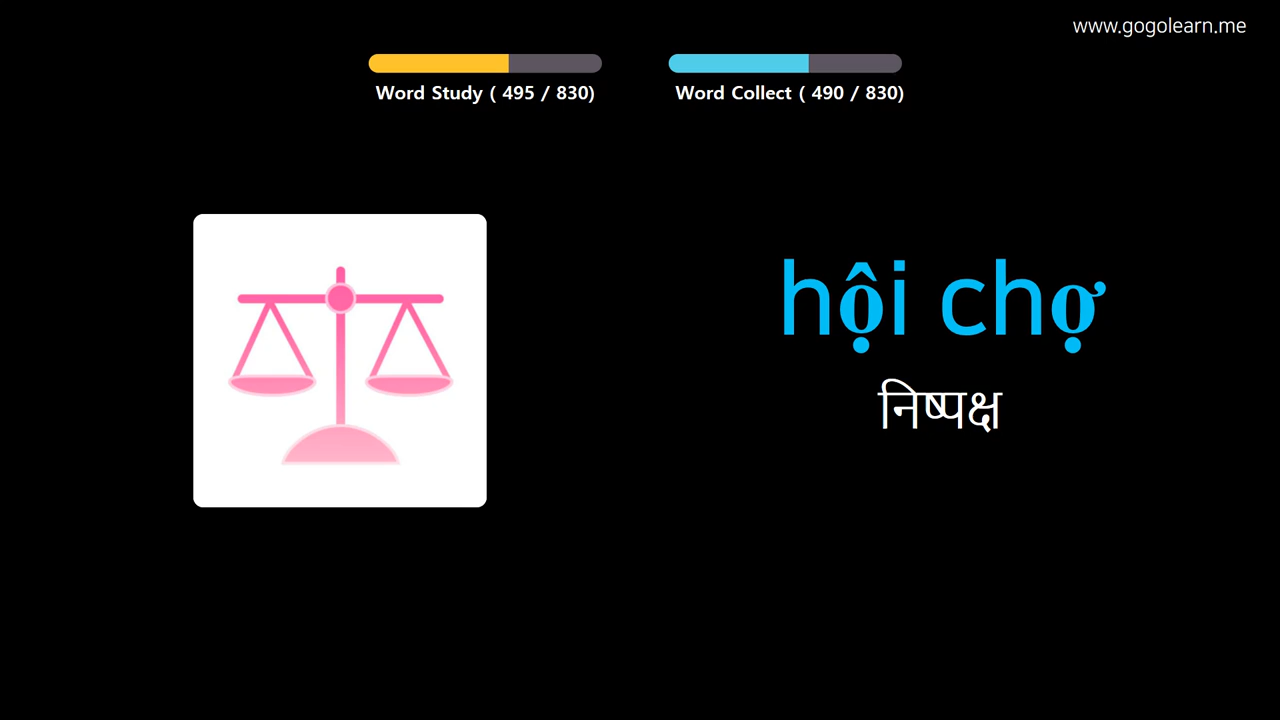 www.gogolearn.me
Word Study ( 495 / 830)
Word Collect ( 490 / 830)
hội chợ
निष्पक्ष